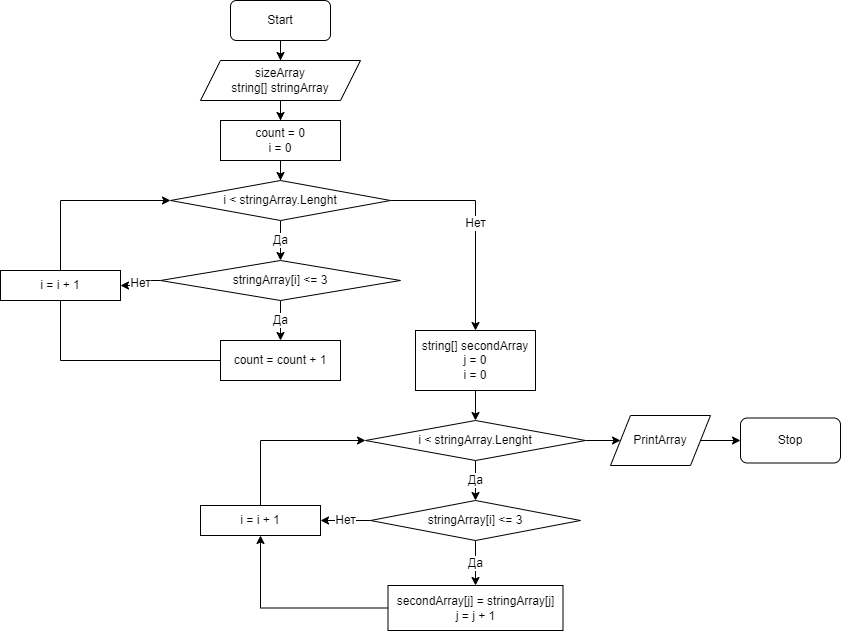 Start
sizeArray
string[] stringArray
count = 0
i = 0
i < stringArray.Lenght
Нет
Да
i = i + 1
Нет
stringArray[i] <= 3
Да
count = count + 1
string[] secondArray
j = 0
i = 0
i < stringArray.Lenght
PrintArray
Stop
Да
i = i + 1
Нет
stringArray[i] <= 3
Да
secondArray[j] = stringArray[j]
j = j + 1